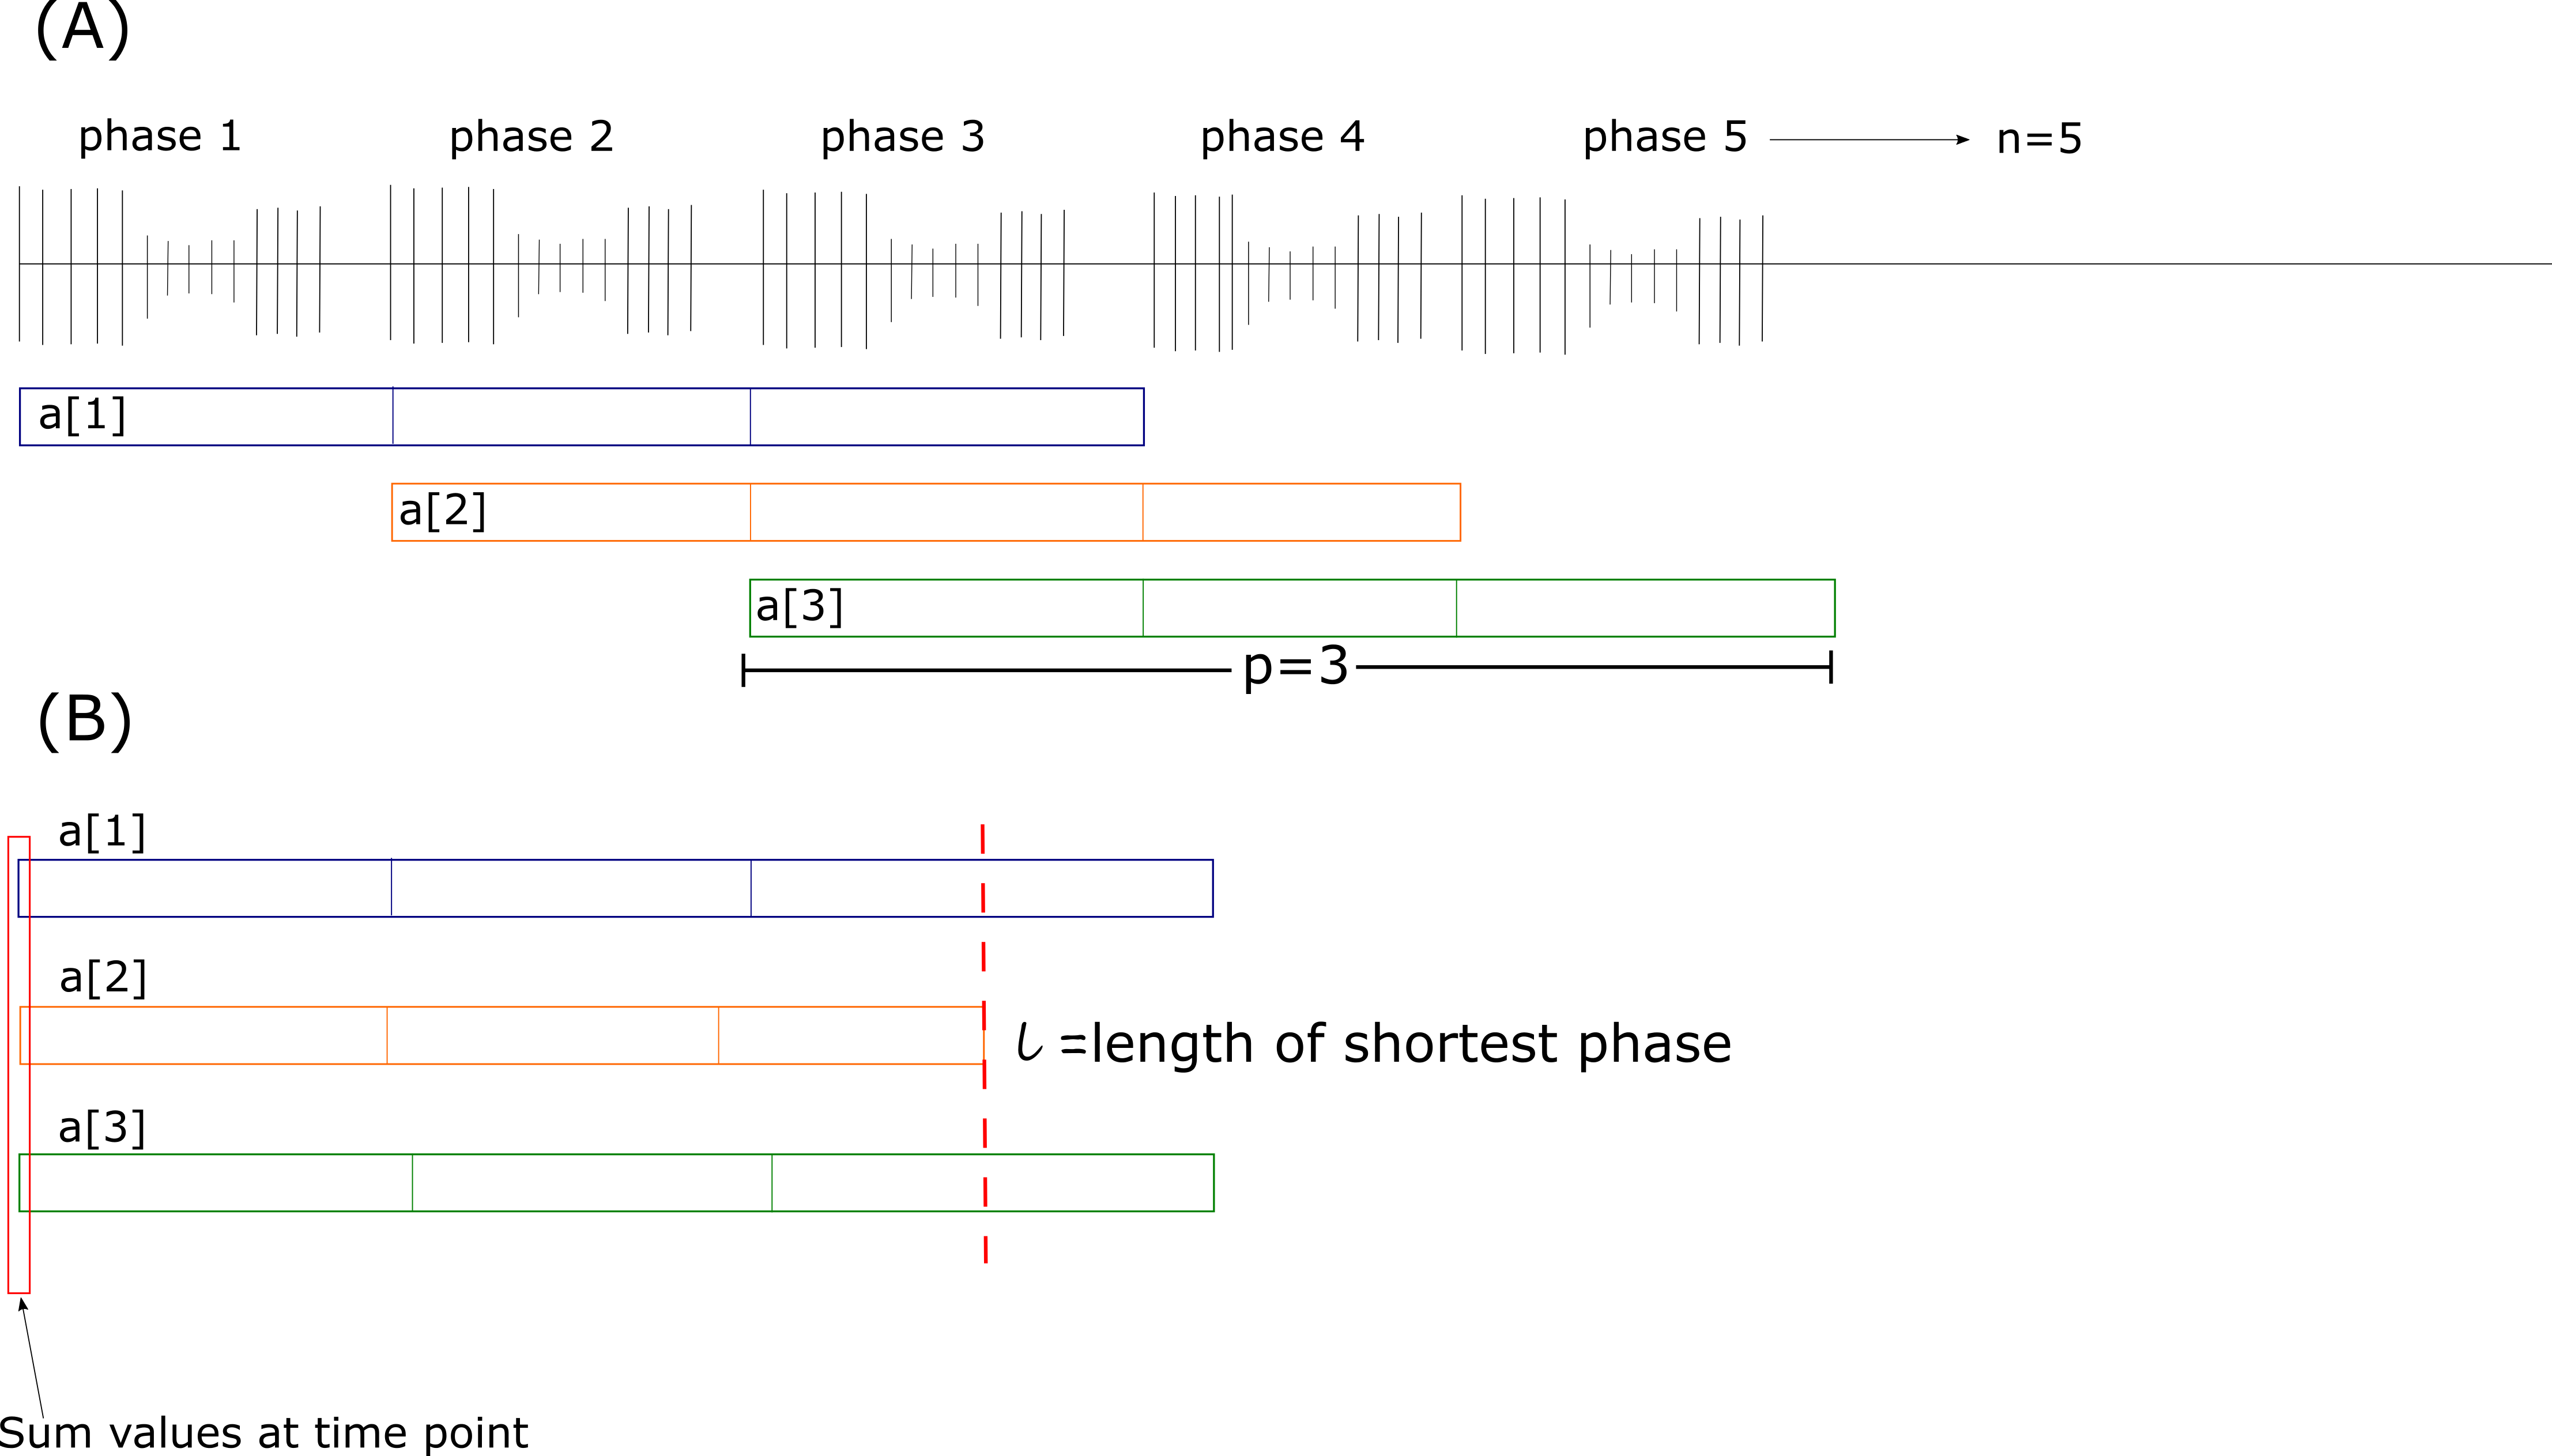 (A)
phase 1 phase 2 phase 3 phase 4 phase 5 n=5
a[1]
a[2]
a[3]
p=3
(B)
a[1]
a[2]
l =length of shortest phase
a[3]
Sum values at time point